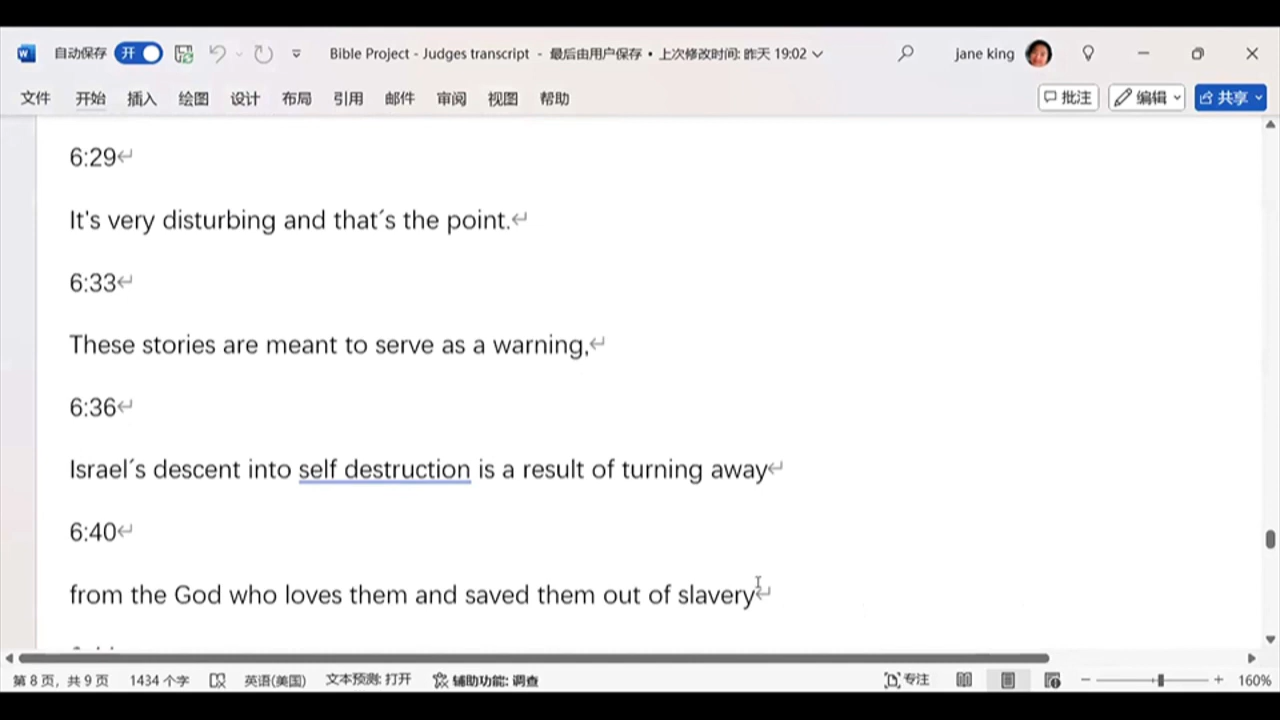 自动保存 开 Bible Project - Judges transcript - 最后由用户保存 • 上次修改时间: 昨天 19:02 jane king
文件 开始 插入 绘图 设计 布局 引用 邮件 审阅 视图 帮助 批注 编辑 共享
6:29
It's very disturbing and that´s the point.
6:33
These stories are meant to serve as a warning,
6:36
Israel´s descent into self destruction is a result of turning away
6:40
from the God who loves them and saved them out of slavery
第 8 页, 共 9 页 1434 个字 英语(美国) 文本预测: 打开 辅助功能: 调查 专注 160%